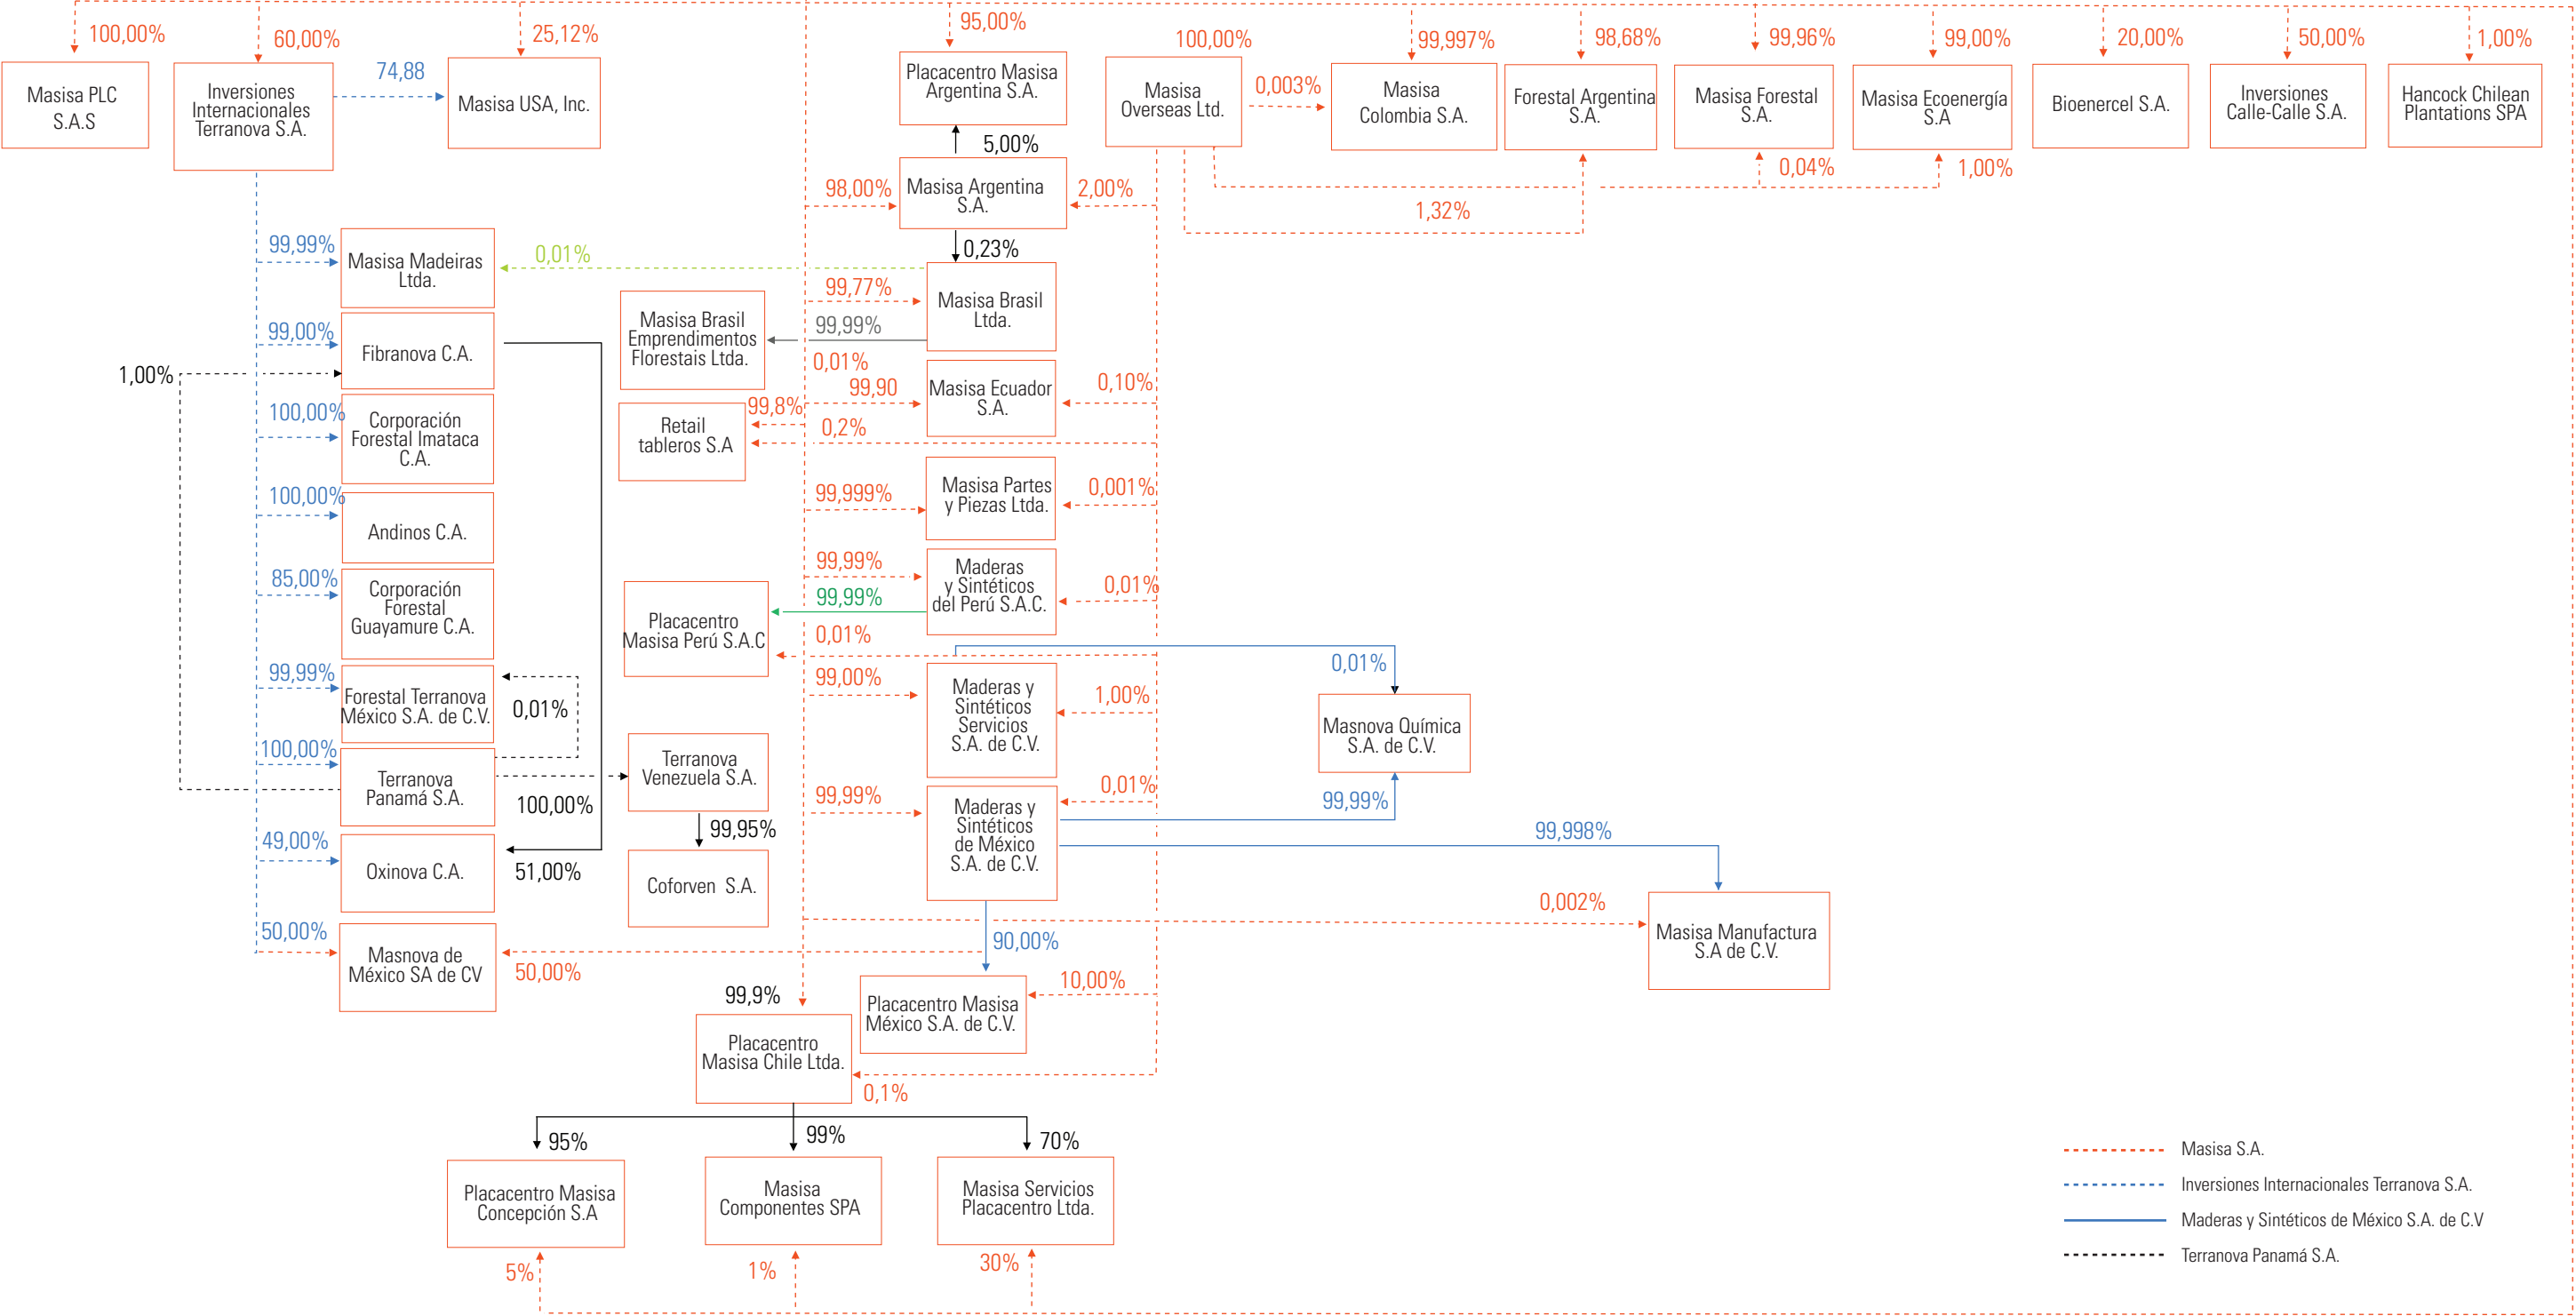 100,00%
60,00%
25,12%
95,00%
100,00%
99,997%
98,68%
99,96%
99,00%
20,00%
50,00%
1,00%
Masisa PLC
S.A.S
Inversiones
Internacionales
Terranova S.A.
74,88
Masisa USA, Inc.
Placacentro Masisa
Argentina S.A.
Masisa
Overseas Ltd.
0,003%
Masisa
Colombia S.A.
Forestal Argentina
S.A.
Masisa Forestal
S.A.
Masisa Ecoenergía
S.A
Bioenercel S.A.
Inversiones
Calle-Calle S.A.
Hancock Chilean
Plantations SPA
5,00%
0,04%
1,00%
1,32%
98,00%
Masisa Argentina
S.A.
2,00%
0,23%
99,99%
Masisa Madeiras
Ltda.
0,01%
99,77%
Masisa Brasil
Ltda.
99,99%
Masisa Brasil
Emprendimentos
Florestais Ltda.
0,01%
99,00%
Fibranova C.A.
1,00%
99,90
Masisa Ecuador
S.A.
0,10%
100,00%
Corporación
Forestal Imataca
C.A.
99,8%
Retail
tableros S.A
0,2%
100,00%
Andinos C.A.
99,999%
Masisa Partes
y Piezas Ltda.
0,001%
85,00%
Corporación
Forestal
Guayamure C.A.
99,99%
Maderas
y Sintéticos
del Perú S.A.C.
0,01%
99,99%
Placacentro
Masisa Perú S.A.C
0,01%
99,99%
Forestal Terranova
México S.A. de C.V.
0,01%
99,00%
Maderas y
Sintéticos
Servicios
S.A. de C.V.
1,00%
0,01%
Masnova Química
S.A. de C.V.
99,99%
100,00%
Terranova
Panamá S.A.
100,00%
Terranova
Venezuela S.A.
99,95%
Coforven  S.A.
99,99%
Maderas y
Sintéticos
de México
S.A. de C.V.
0,01%
99,998%
49,00%
Oxinova C.A.
51,00%
0,002%
Masisa Manufactura
S.A de C.V.
50,00%
Masnova de
México SA de CV
50,00%
90,00%
10,00%
Placacentro Masisa
México S.A. de C.V.
99,9%
Placacentro
Masisa Chile Ltda.
0,1%
95%
99%
70%
Placacentro Masisa
Concepción S.A
Masisa
Componentes SPA
Masisa Servicios
Placacentro Ltda.
5%
1%
30%
Masisa S.A.
Inversiones Internacionales Terranova S.A.
Maderas y Sintéticos de México S.A. de C.V
Terranova Panamá S.A.